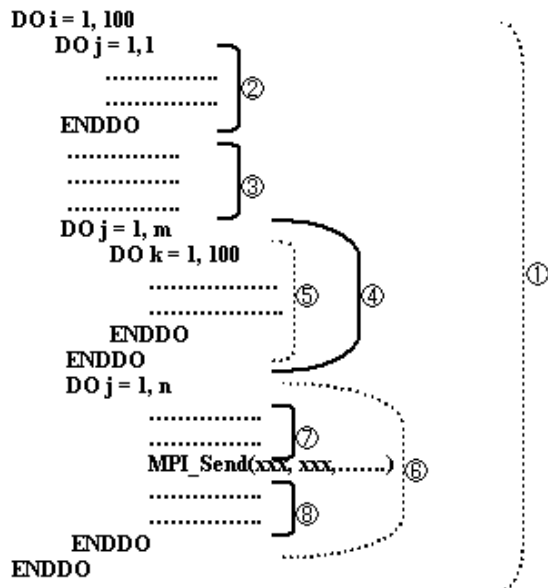 DO i = 1, 100
DO j = 1, l
....................
....................
②
ENDDO
....................
....................
③
....................
DO j = 1, m
DO k = 1, 100
.......................
⑤
④
①
.......................
ENDDO
ENDDO
DO j = 1, n
....................
⑦
....................
MPI_Send(xxx, xxx,.......)
⑥
....................
⑧
....................
ENDDO
ENDDO